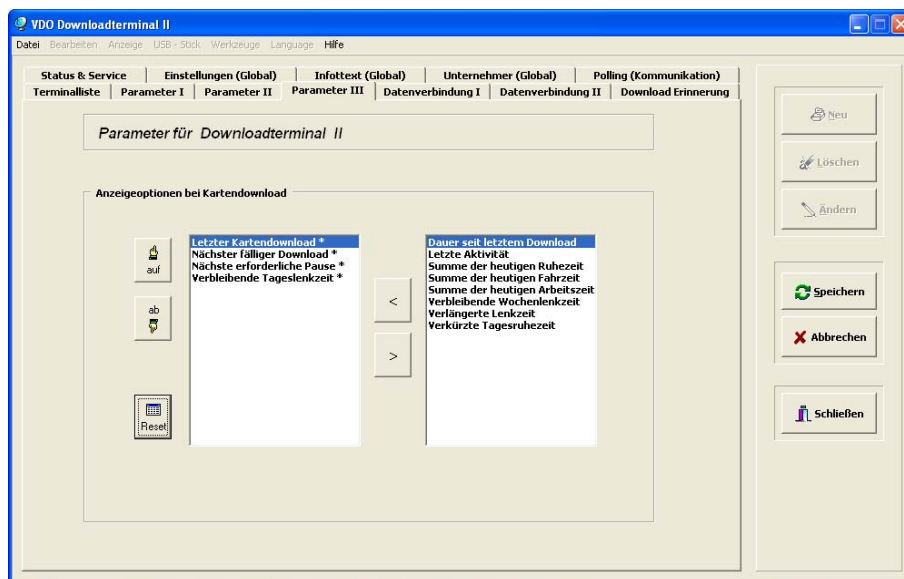 VDO Downloadterminal II
Datei Bearbeiten Anzeige USB - Stick Werkzeuge Language Hilfe
Status & Service Einstellungen (Global) Infotext (Global) Unternehmer (Global) Polling (Kommunikation)
Terminalliste Parameter I Parameter II Parameter III Datenverbindung I Datenverbindung II Download Erinnerung
Parameter für Downloadterminal II
Anzeigeoptionen bei Kartendownload
auf
ab
Reset
Letzter Kartendownload *
Nächster fälliger Download *
Nächste erforderliche Pause *
Verbleibende Tageslenkzeit *
<
>
Dauer seit letztem Download
Letzte Aktivität
Summe der heutigen Ruhezeit
Summe der heutigen Fahrzeit
Summe der heutigen Arbeitszeit
Verbleibende Wochenlenkzeit
Verlängerte Lenkzeit
Verkürzte Tagesruhezeit
Neu
Löschen
Ändern
Speichern
Abbrechen
Schließen